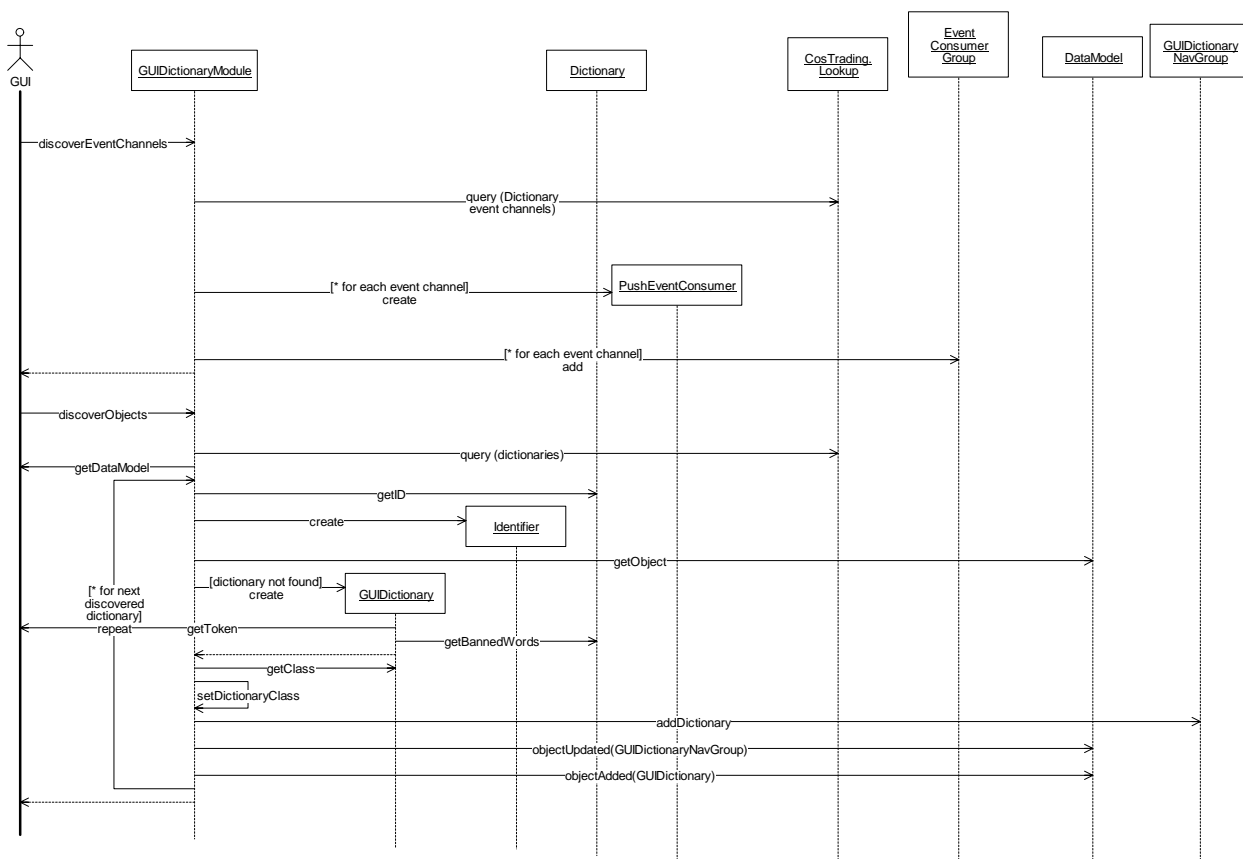 GUI
GUIDictionaryModule
Dictionary
CosTrading.
Lookup
Event
Consumer
Group
DataModel
GUIDictionary
NavGroup
discoverEventChannels
query (Dictionary
event channels)
[* for each event channel]
create
PushEventConsumer
[* for each event channel]
add
discoverObjects
query (dictionaries)
getDataModel
getID
create
Identifier
getObject
[* for next
discovered
dictionary]
repeat
[dictionary not found]
create
GUIDictionary
getToken
getBannedWords
getClass
setDictionaryClass
addDictionary
objectUpdated(GUIDictionaryNavGroup)
objectAdded(GUIDictionary)